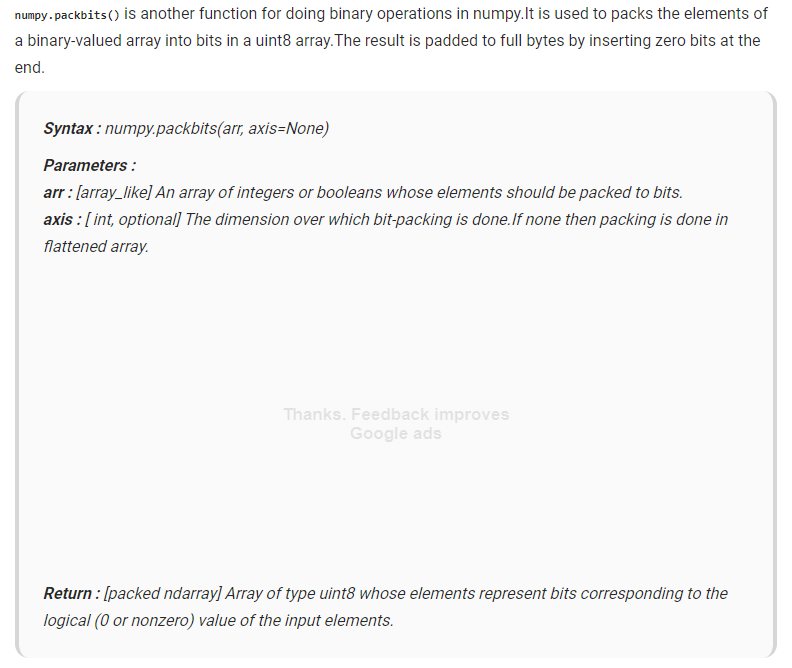 numpy.packbits() is another function for doing binary operations in numpy.It is used to packs the elements of
a binary-valued array into bits in a uint8 array.The result is padded to full bytes by inserting zero bits at the
end.
Syntax : numpy.packbits(arr, axis=None)
Parameters :
arr : [array_like] An array of integers or booleans whose elements should be packed to bits.
axis : [ int, optional] The dimension over which bit-packing is done.If none then packing is done in
flattened array.
Thanks. Feedback improves
Google ads
Return : [packed ndarray] Array of type uint8 whose elements represent bits corresponding to the
logical (0 or nonzero) value of the input elements.